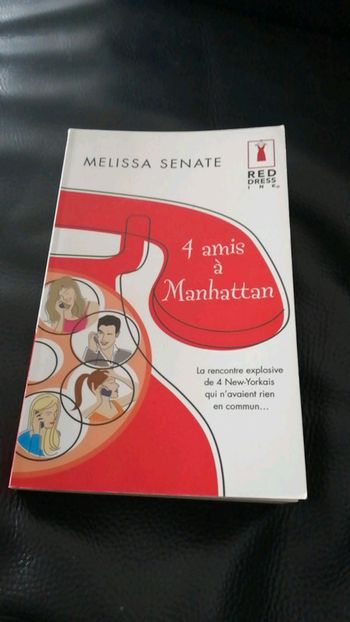 MELISSA SENATE
RED
DRESS
INK®
4 amis
à
Manhattan
La rencontre explosive
de 4 New-Yorkais
qui n'avaient rien
en commun...